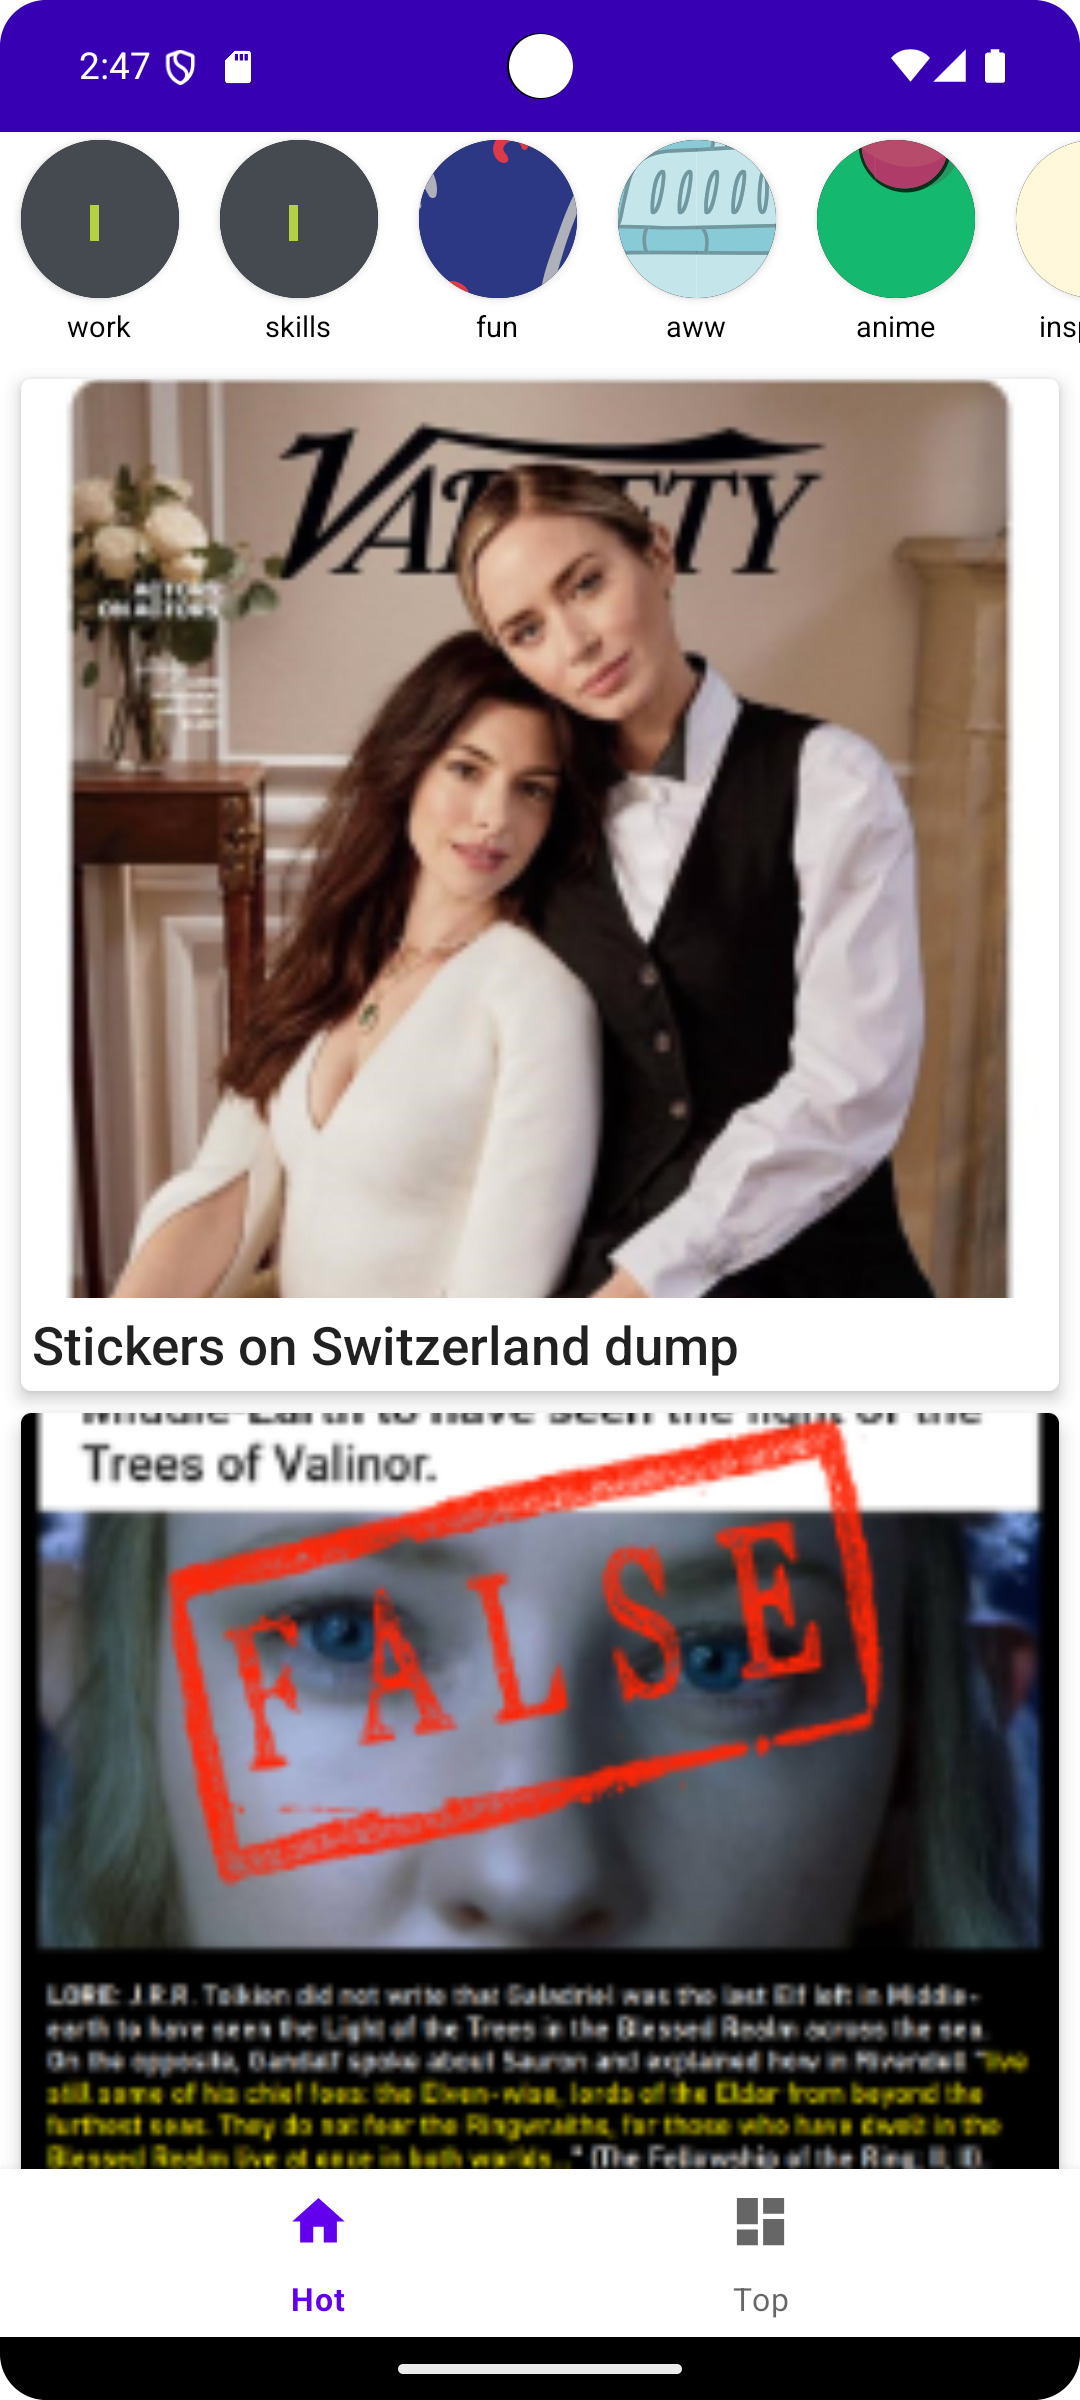 2:47
work
skills
fun
aww
anime
VARIETY
ACTORS
ON ACTORS
Stickers on Switzerland dump
Middle-Earth to have seen the light of the
Trees of Valinor.
FALSE
LORE: J.R.R. Tolkien did not write that Galadriel was the last Elf left in Middle-
earth to have seen the Light of the Trees in the Blessed Realm across the sea.
On the opposite, Gandalf spoke about Sauron and explained how in Rivendell "live
still some of his chief foes: the Elven-wise, lords of the Eldar from beyond the
furthest seas. They do not fear the Ringwraiths, for those who have dwelt in the
Blessed Realm live at once in both worlds..." (The Fellowship of the Ring; II, II).
Hot
Top